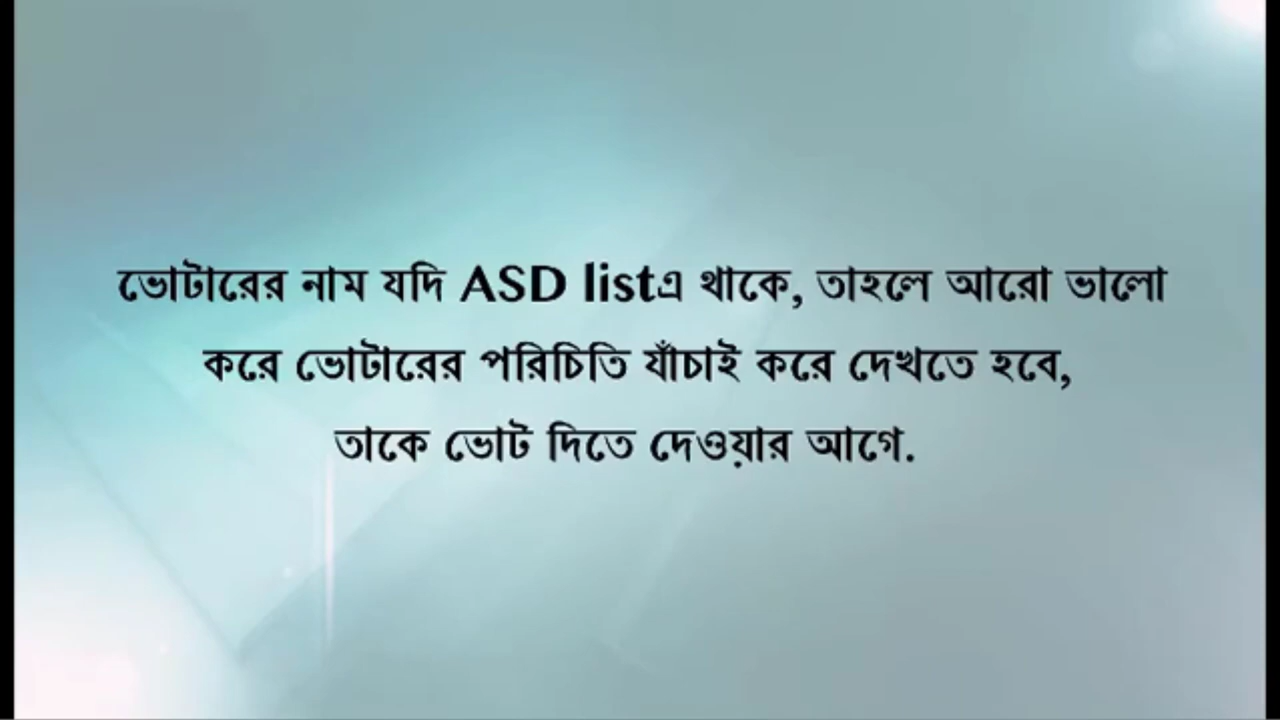 ভোটারের নাম যদি ASD listএ থাকে, তাহলে আরো ভালো
করে ভোটারের পরিচিতি যাঁচাই করে দেখতে হবে,
তাকে ভোট দিতে দেওয়ার আগে.